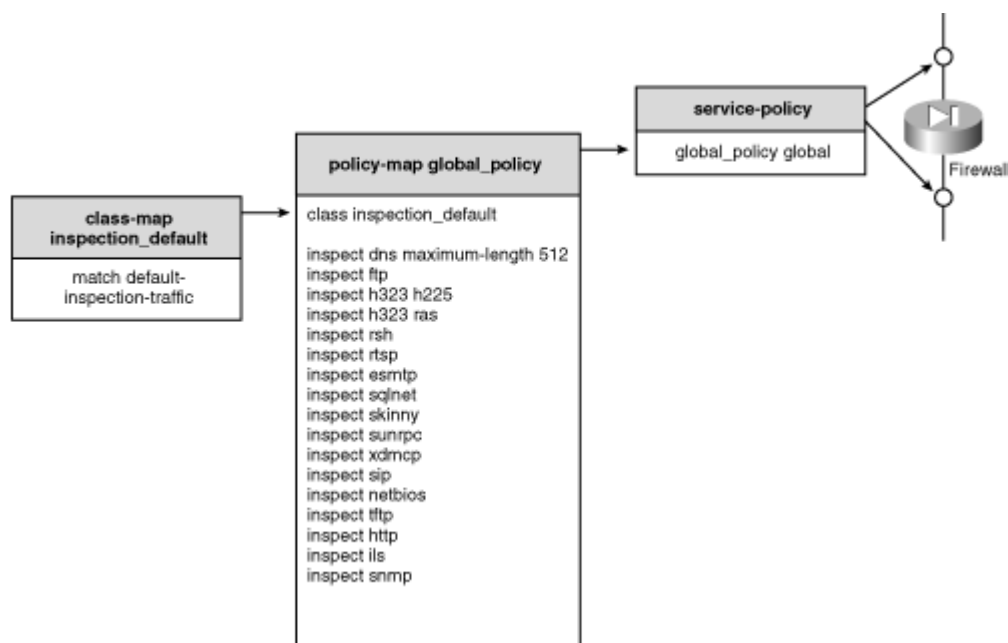 class-map
inspection_default
match default-
inspection-traffic
policy-map global_policy
class inspection_default
inspect dns maximum-length 512
inspect ftp
inspect h323 h225
inspect h323 ras
inspect rsh
inspect rtsp
inspect esmtp
inspect sqlnet
inspect skinny
inspect sunrpc
inspect xdmcp
inspect sip
inspect netbios
inspect tftp
inspect http
inspect ils
inspect snmp
service-policy
global_policy global
Firewall